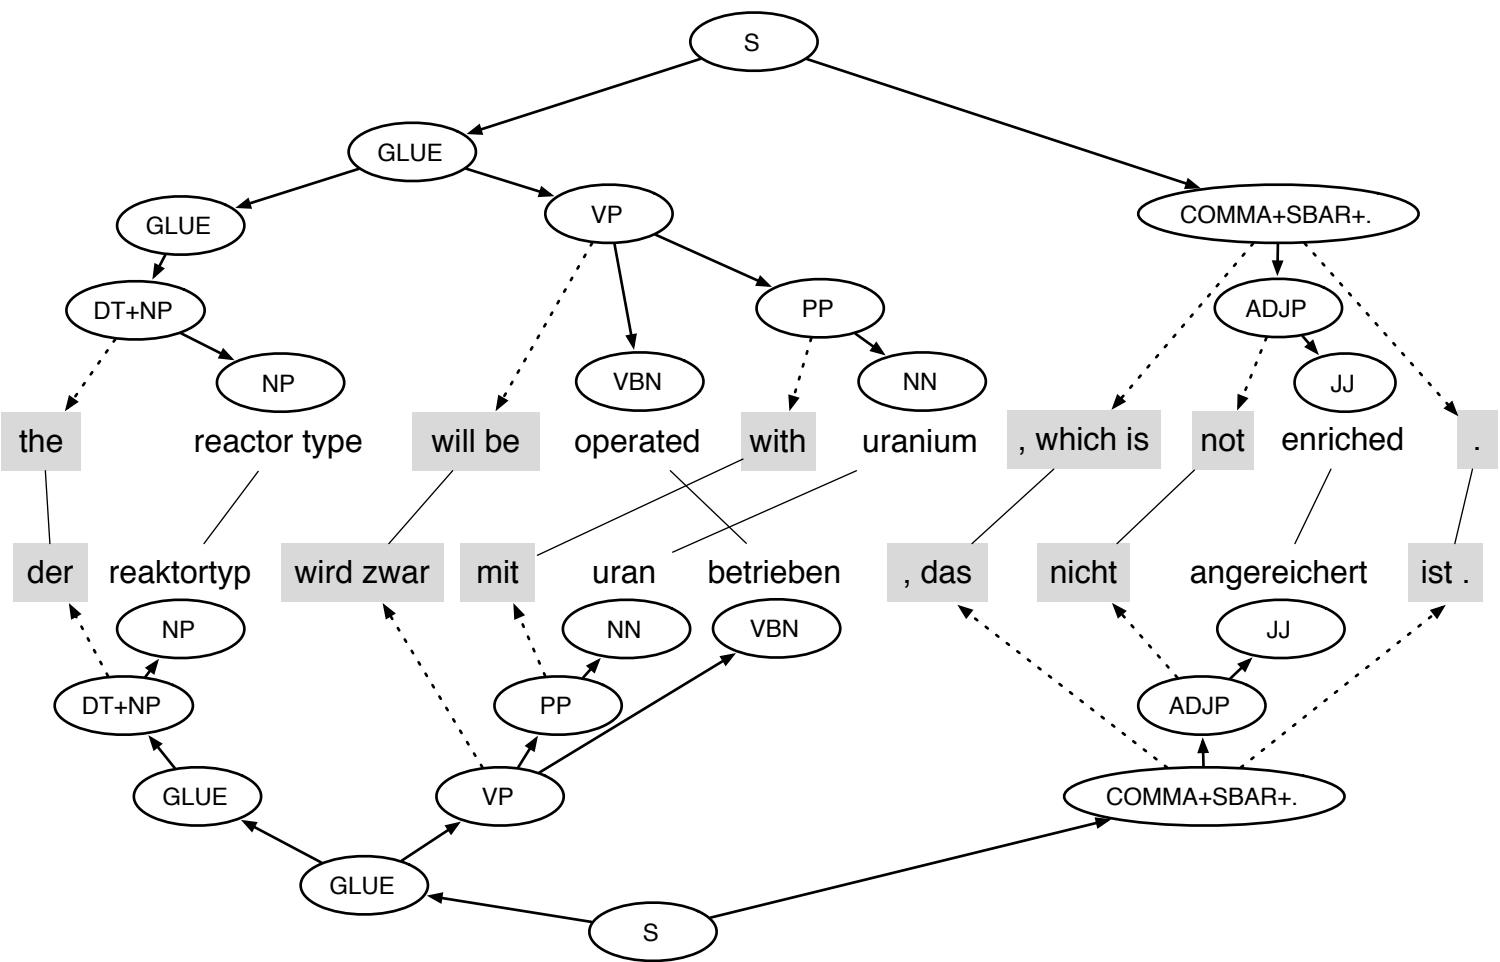 S
GLUE
GLUE VP COMMA+SBAR+.
DT+NP PP ADJP
NP VBN NN JJ
the reactor type will be operated with uranium , which is not enriched .
der reaktortyp wird zwar mit uran betrieben , das nicht angereichert ist .
NP NN VBN JJ
DT+NP PP ADJP
GLUE VP COMMA+SBAR+.
GLUE
S